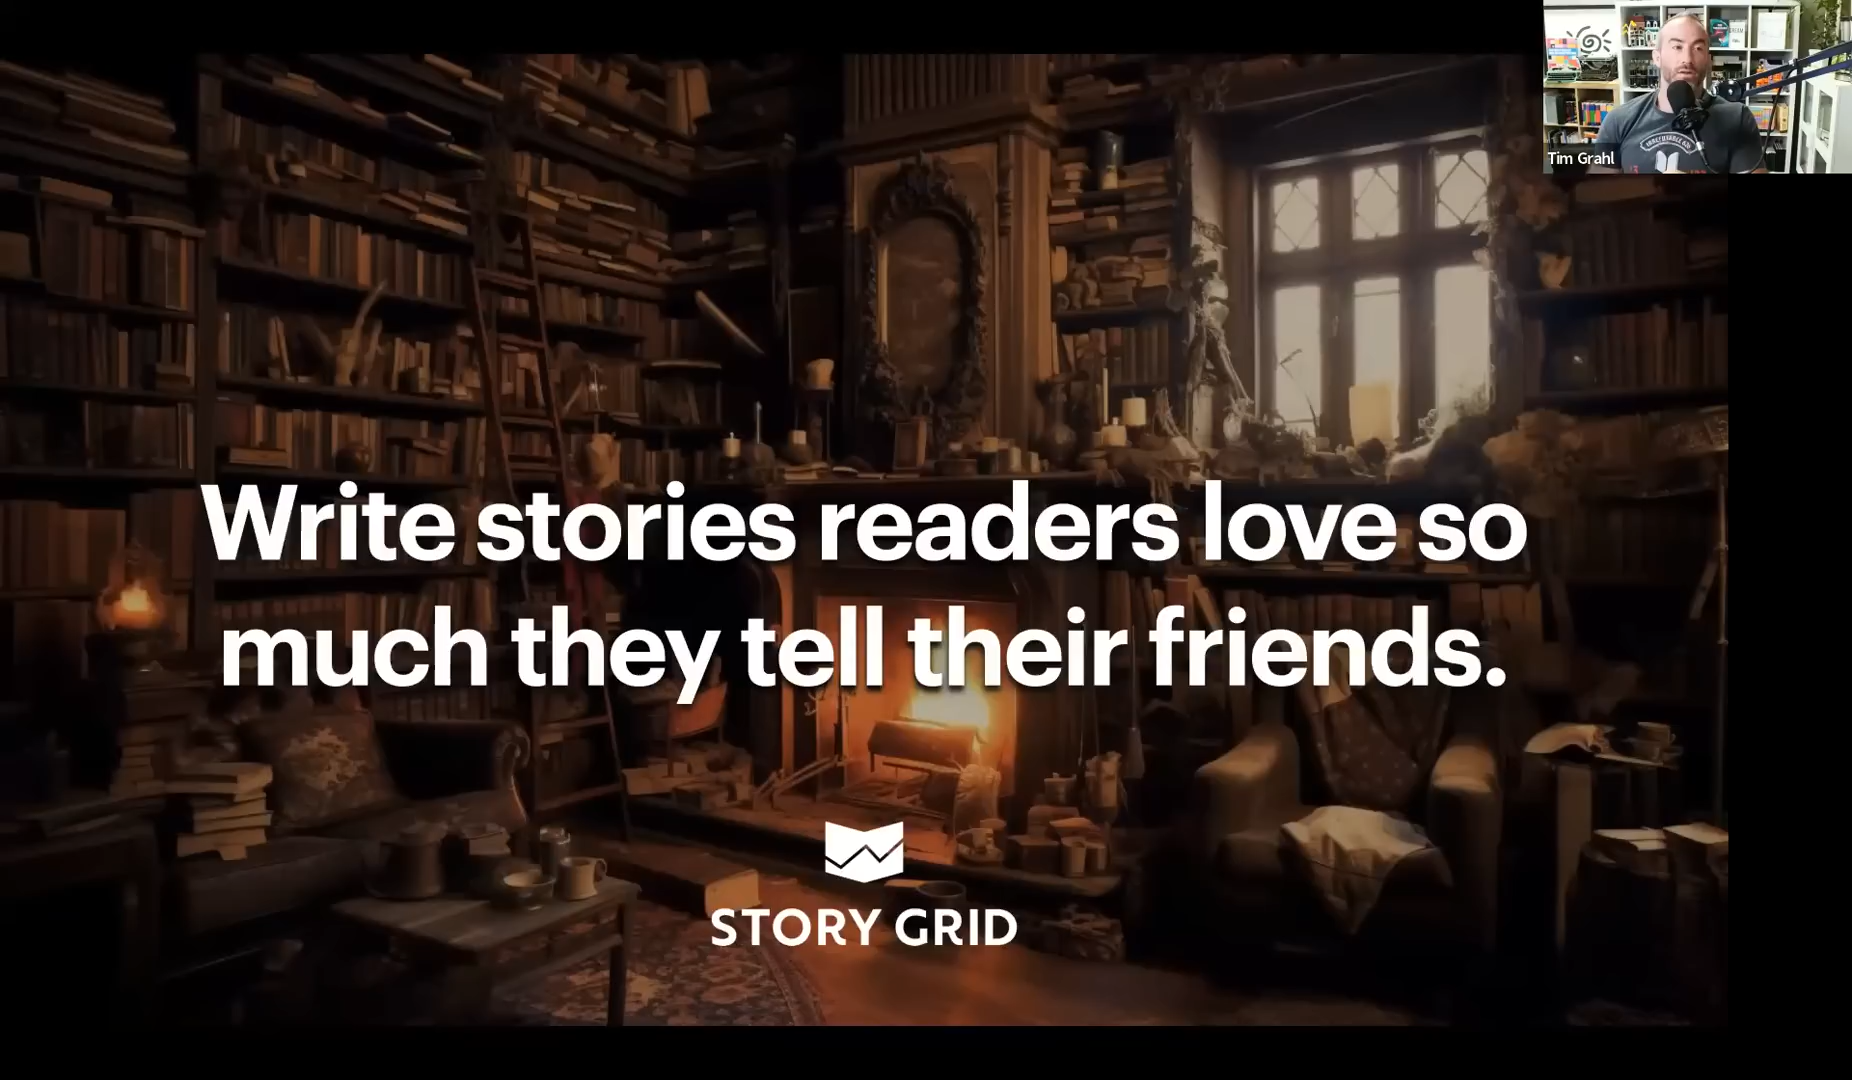 Tim Grahl
Write stories readers love so
much they tell their friends.
STORY GRID